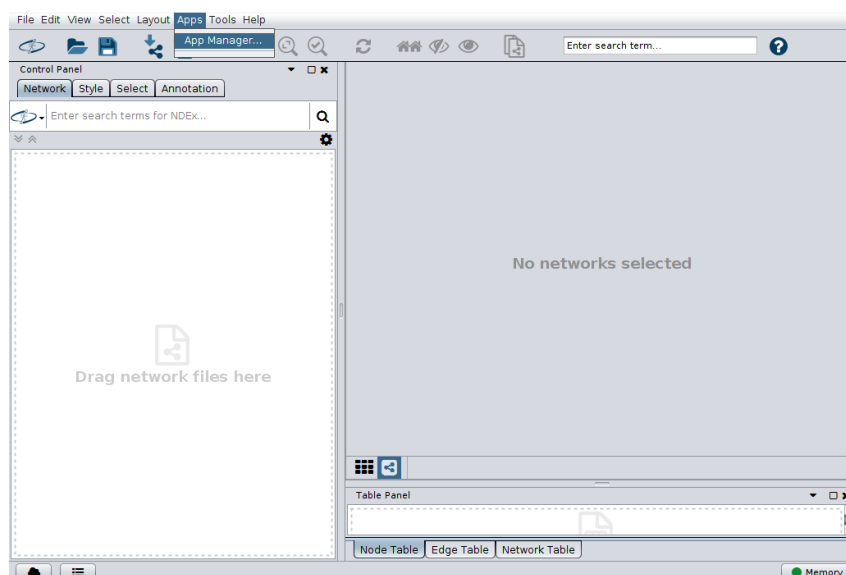 File Edit View Select Layout Apps Tools Help
App Manager...
Enter search term...
Control Panel
Network Style Select Annotation
Enter search terms for NDEx...
No networks selected
Drag network files here
Table Panel
Node Table Edge Table Network Table
Memory